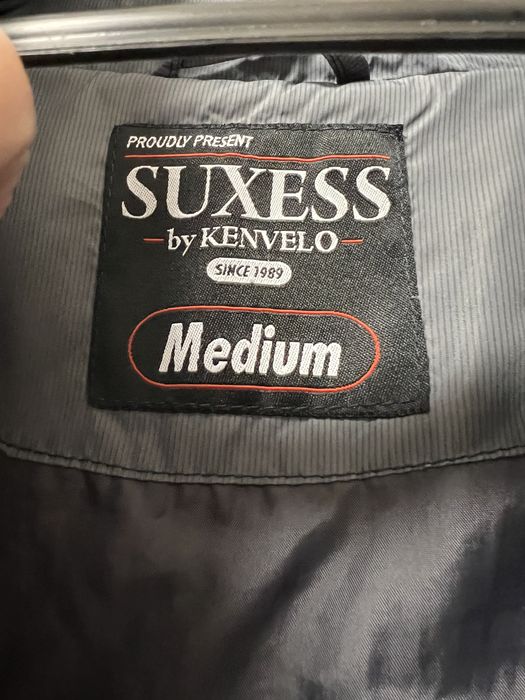 PROUDLY PRESENT
SUXESS
by KENVELO
SINCE 1989
Medium